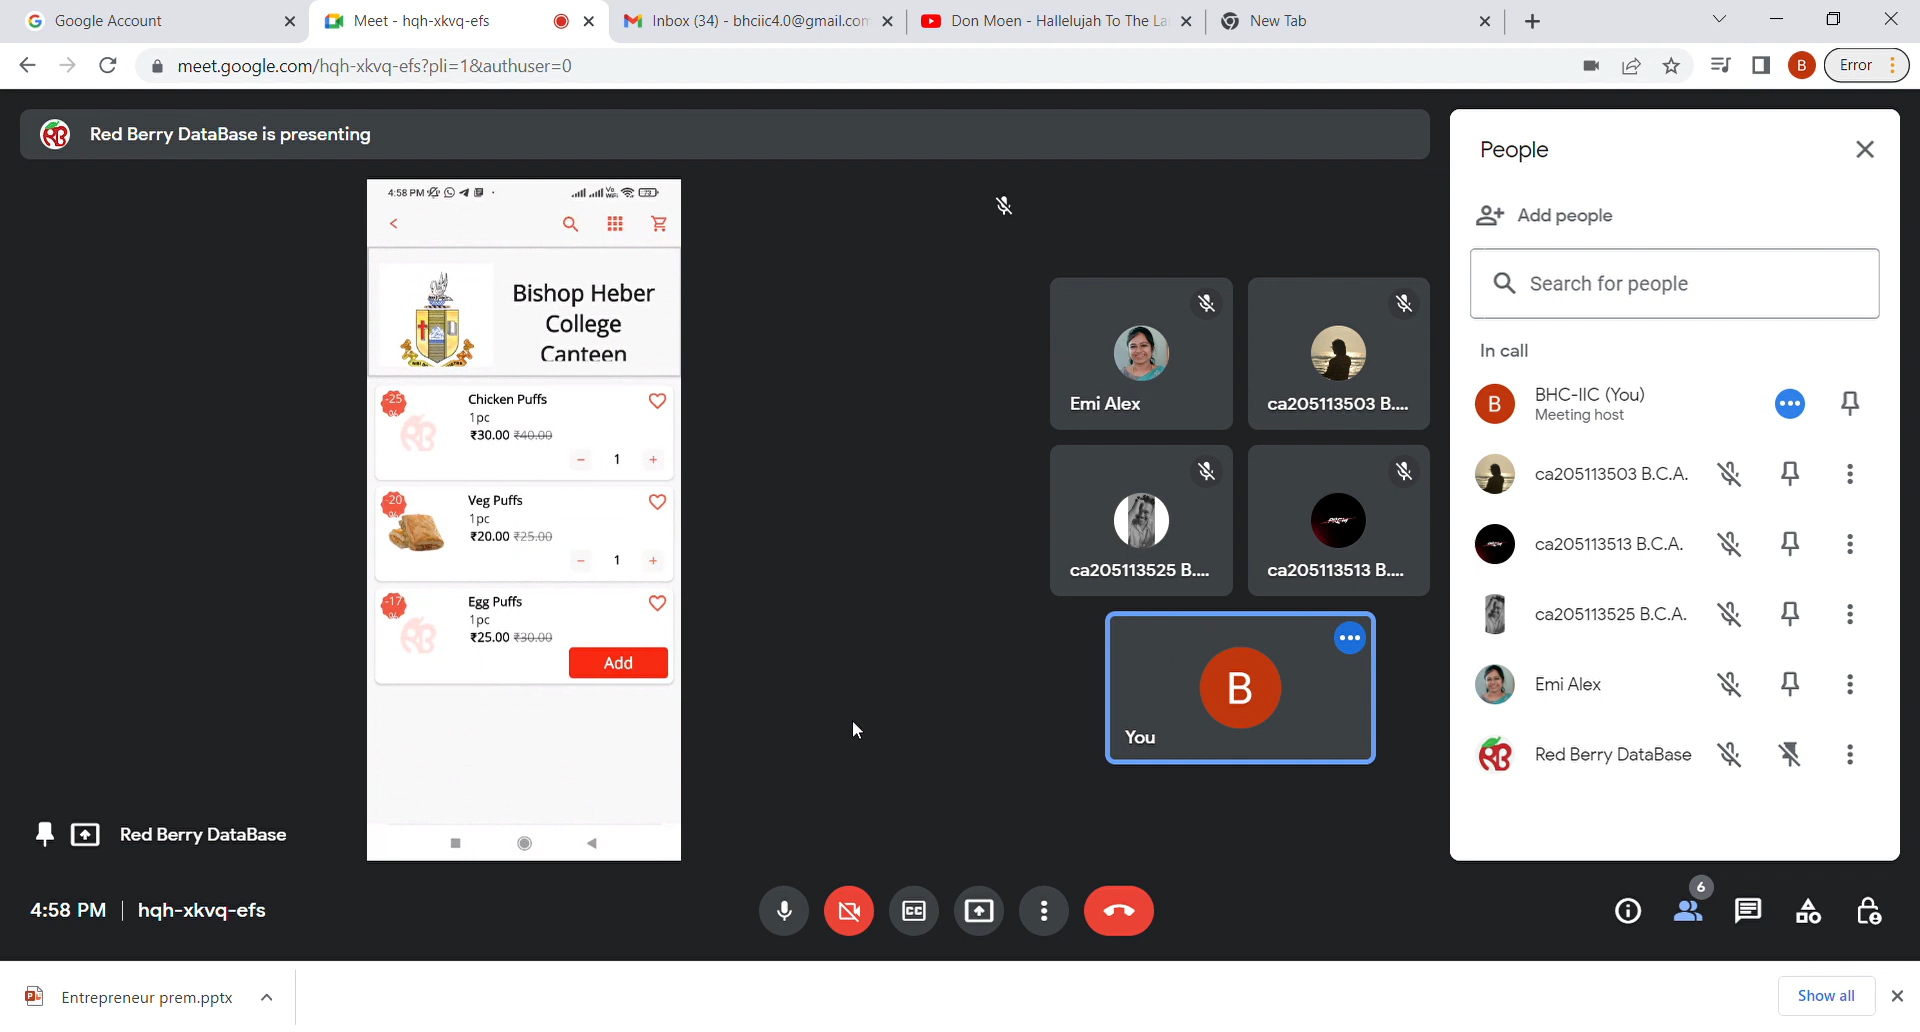 Google Account
Meet - hqh-xkvq-efs
Inbox (34) - bhciic4.0@gmail.com
Don Moen - Hallelujah To The La
New Tab
meet.google.com/hqh-xkvq-efs?pli=1&authuser=0
B
Error
Red Berry DataBase is presenting
4:58 PM
Bishop Heber
College
Canteen
-25
%
Chicken Puffs
1pc
₹30.00 ₹40.00
- 1 +
-20
%
Veg Puffs
1pc
₹20.00 ₹25.00
- 1 +
-17
%
Egg Puffs
1pc
₹25.00 ₹30.00
Add
Red Berry DataBase
Emi Alex
ca205113503 B....
ca205113525 B....
ca205113513 B....
B
You
People
Add people
Search for people
In call
B
BHC-IIC (You)
Meeting host
ca205113503 B.C.A.
ca205113513 B.C.A.
ca205113525 B.C.A.
Emi Alex
Red Berry DataBase
4:58 PM | hqh-xkvq-efs
CC
6
Entrepreneur prem.pptx
Show all